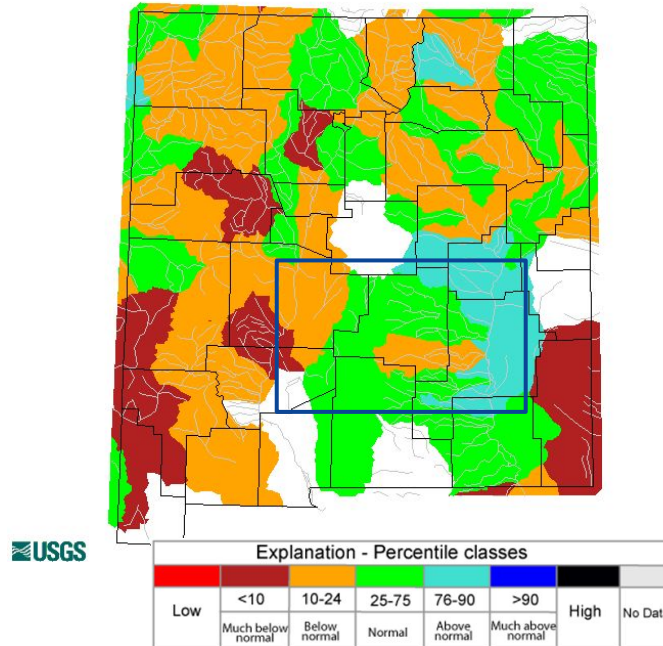 USGS
Explanation - Percentile classes
Low <10 10-24 25-75 76-90 >90 High No Dat
Much below normal Below normal Normal Above normal Much above normal